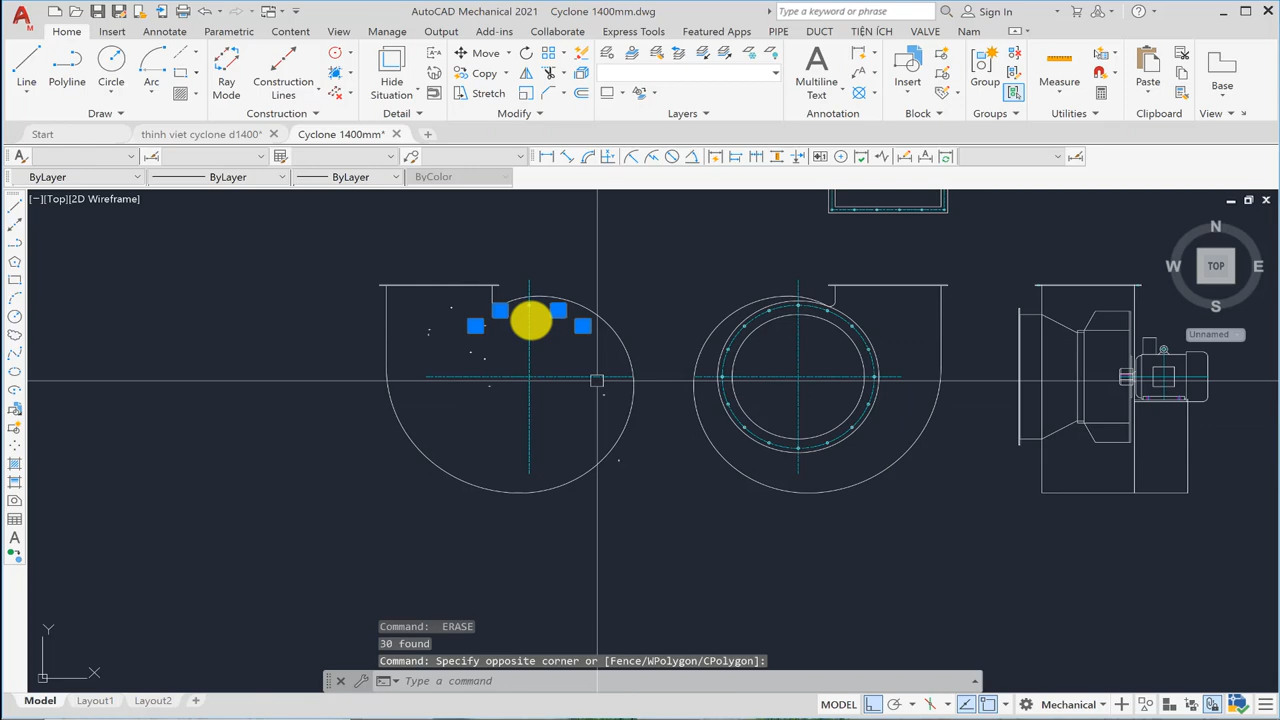 AutoCAD Mechanical 2021 Cyclone 1400mm.dwg Type a keyword or phrase Sign In
Home Insert Annotate Parametric Content View Manage Output Add-ins Collaborate Express Tools Featured Apps PIPE DUCT TIỆN ÍCH VALVE Nam
Line Polyline Circle Arc Ray Mode Construction Lines Hide Situation Move Copy Stretch Multiline Text Insert Group Measure Paste Base
Draw Construction Detail Modify Layers Annotation Block Groups Utilities Clipboard View
Start thinh viet cyclone d1400* Cyclone 1400mm*
ByLayer ByLayer ByLayer ByColor
[−][Top][2D Wireframe]
N
W TOP E
S
Unnamed
Command: ERASE
30 found
Command: Specify opposite corner or [Fence/WPolygon/CPolygon]:
Y
X
Type a command
Model Layout1 Layout2 MODEL Mechanical